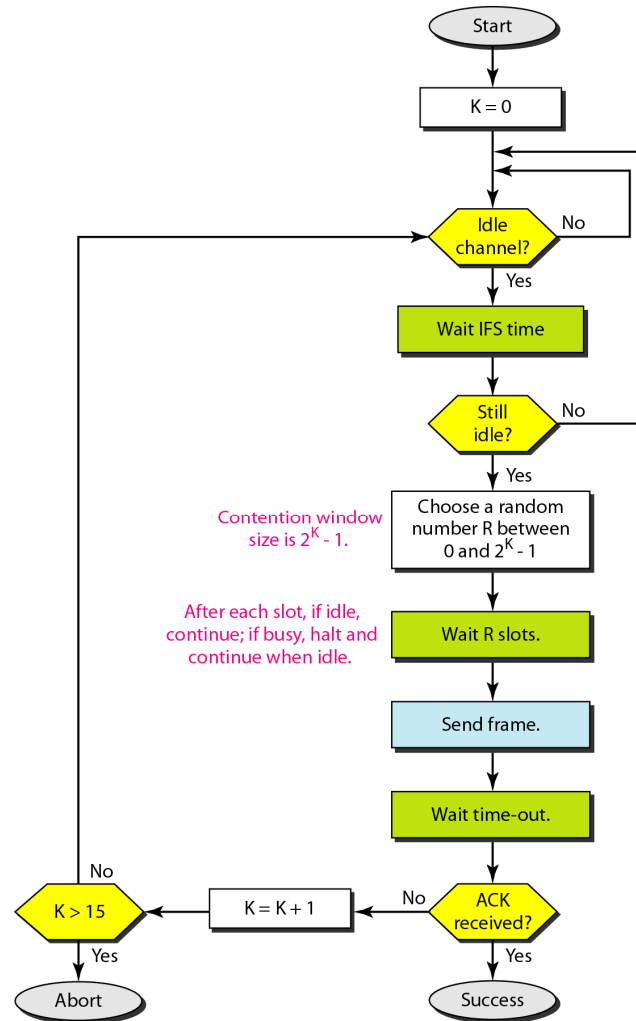 Start
K = 0
Idle
channel?
No
Yes
Wait IFS time
Still
idle?
No
Yes
Contention window
size is 2^K - 1.
Choose a random
number R between
0 and 2^K - 1
After each slot, if idle,
continue; if busy, halt and
continue when idle.
Wait R slots.
Send frame.
Wait time-out.
No
K > 15
K = K + 1
No
ACK
received?
Yes
Yes
Abort
Success